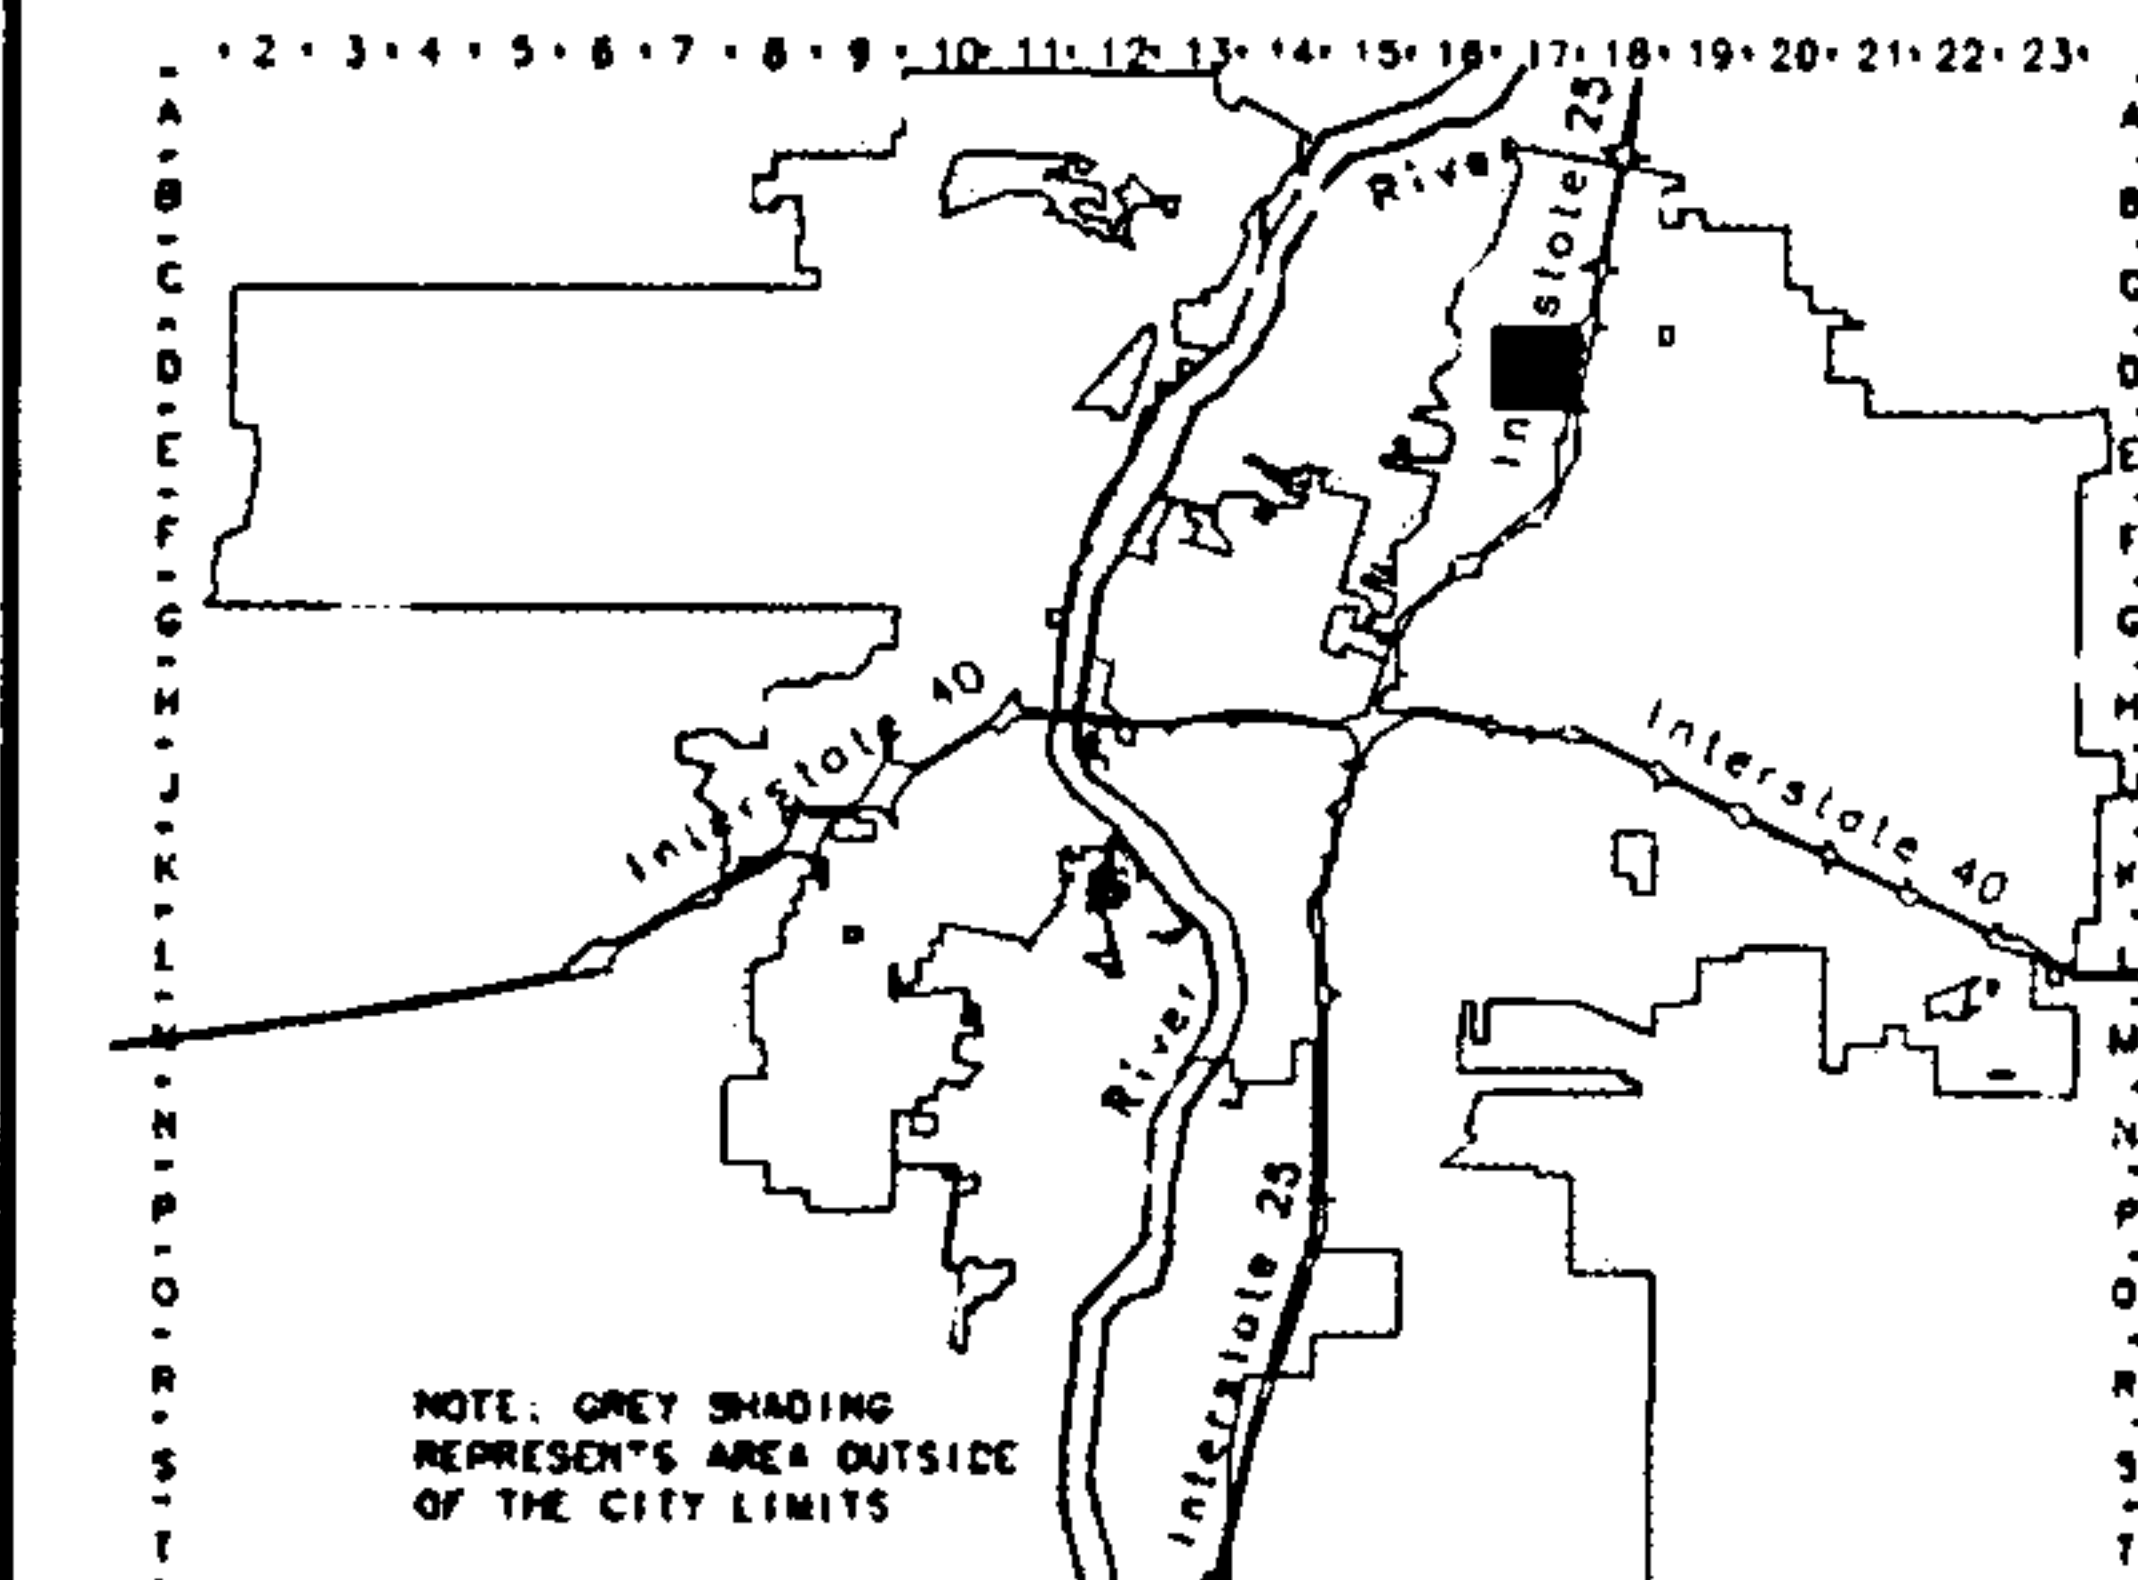 · 2 · 3 · 4 · 5 · 6 · 7 · 8 · 9 · 10 · 11 · 12 · 13 · 14 · 15 · 16 · 17 · 18 · 19 · 20 · 21 · 22 · 23 ·
A
B
C
D
E
F
G
H
J
K
L
M
N
P
Q
R
S
T
Interstate 25
Interstate 40
Interstate 40
River
Interstate 25
NOTE: GREY SHADING
REPRESENTS AREA OUTSIDE
OF THE CITY LIMITS
A
B
C
D
E
F
G
H
J
K
L
M
N
P
Q
R
S
T